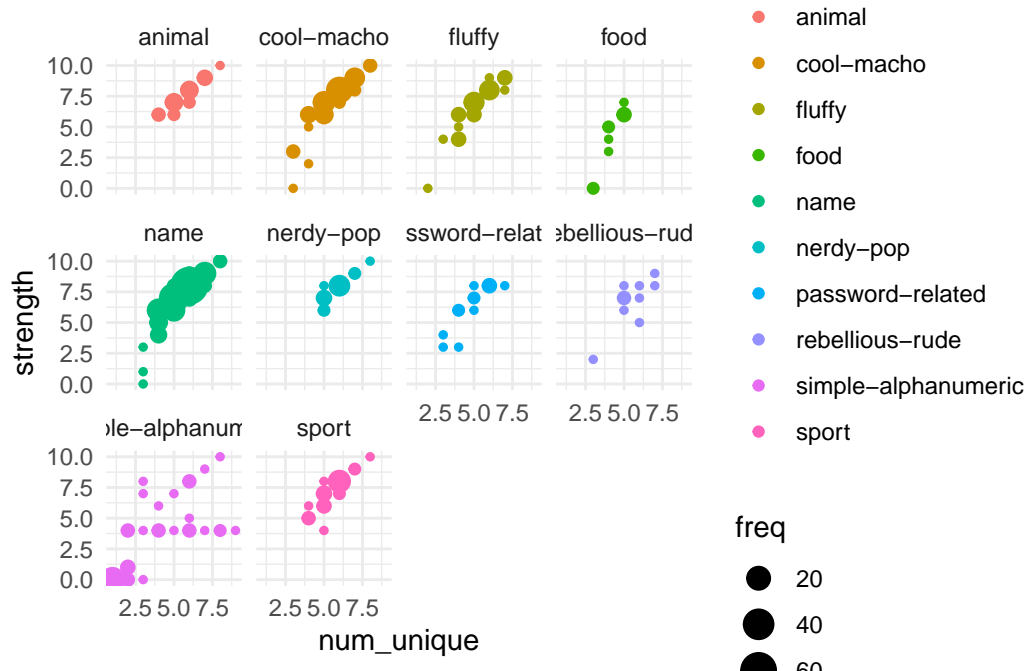 animal cool−macho fluffy food
10.0
7.5
5.0
2.5
0.0
name nerdy−pop ssword−relat ebellious−rud
10.0
7.5
5.0
2.5
0.0
2.5 5.0 7.5 2.5 5.0 7.5
ple−alphanum sport
10.0
7.5
5.0
2.5
0.0
2.5 5.0 7.5 2.5 5.0 7.5
num_unique
strength
animal
cool−macho
fluffy
food
name
nerdy−pop
password−related
rebellious−rude
simple−alphanumeric
sport
freq
20
40
60